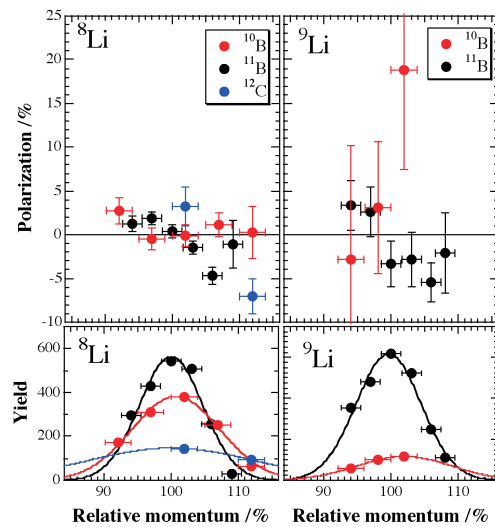 ⁸Li
¹⁰B
¹¹B
¹²C
⁹Li
¹⁰B
¹¹B
Polarization /%
25
20
15
10
5
0
-5
-10
⁸Li
⁹Li
Yield
600
400
200
0
90 100 110
90 100 110
Relative momentum /% Relative momentum /%